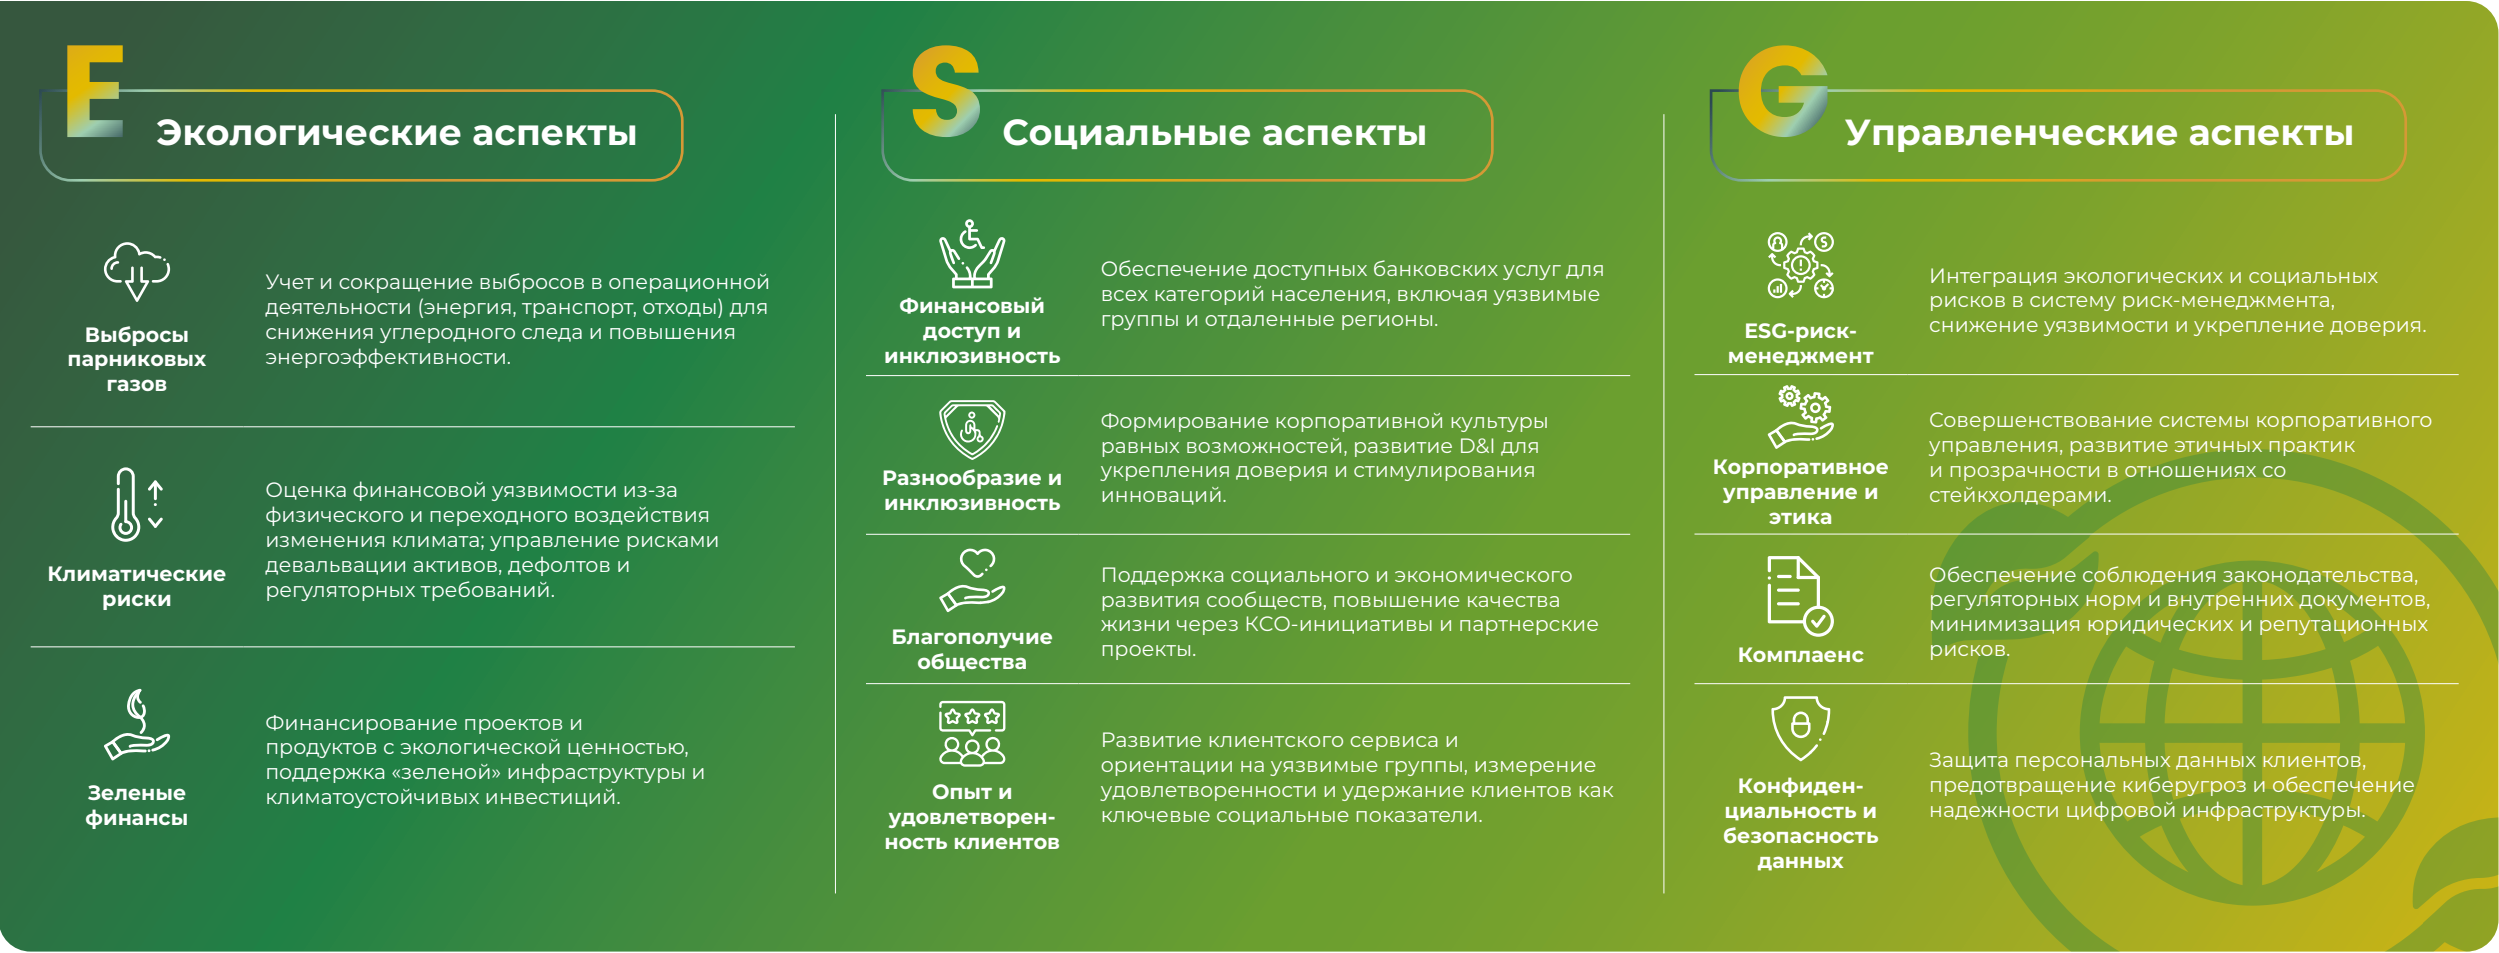 E
Экологические аспекты
Выбросы
парниковых
газов
Учет и сокращение выбросов в операционной
деятельности (энергия, транспорт, отходы) для
снижения углеродного следа и повышения
энергоэффективности.
Климатические
риски
Оценка финансовой уязвимости из-за
физического и переходного воздействия
изменения климата; управление рисками
девальвации активов, дефолтов и
регуляторных требований.
Зеленые
финансы
Финансирование проектов и
продуктов с экологической ценностью,
поддержка «зеленой» инфраструктуры и
климатоустойчивых инвестиций.
S
Социальные аспекты
Финансовый
доступ и
инклюзивность
Обеспечение доступных банковских услуг для
всех категорий населения, включая уязвимые
группы и отдаленные регионы.
Разнообразие и
инклюзивность
Формирование корпоративной культуры
равных возможностей, развитие D&I для
укрепления доверия и стимулирования
инноваций.
Благополучие
общества
Поддержка социального и экономического
развития сообществ, повышение качества
жизни через КСО-инициативы и партнерские
проекты.
Опыт и
удовлетворен-
ность клиентов
Развитие клиентского сервиса и
ориентации на уязвимые группы, измерение
удовлетворенности и удержание клиентов как
ключевые социальные показатели.
G
Управленческие аспекты
ESG-риск-
менеджмент
Интеграция экологических и социальных
рисков в систему риск-менеджмента,
снижение уязвимости и укрепление доверия.
Корпоративное
управление и
этика
Совершенствование системы корпоративного
управления, развитие этичных практик
и прозрачности в отношениях со
стейкхолдерами.
Комплаенс
Обеспечение соблюдения законодательства,
регуляторных норм и внутренних документов,
минимизация юридических и репутационных
рисков.
Конфиден-
циальность и
безопасность
данных
Защита персональных данных клиентов,
предотвращение киберугроз и обеспечение
надежности цифровой инфраструктуры.